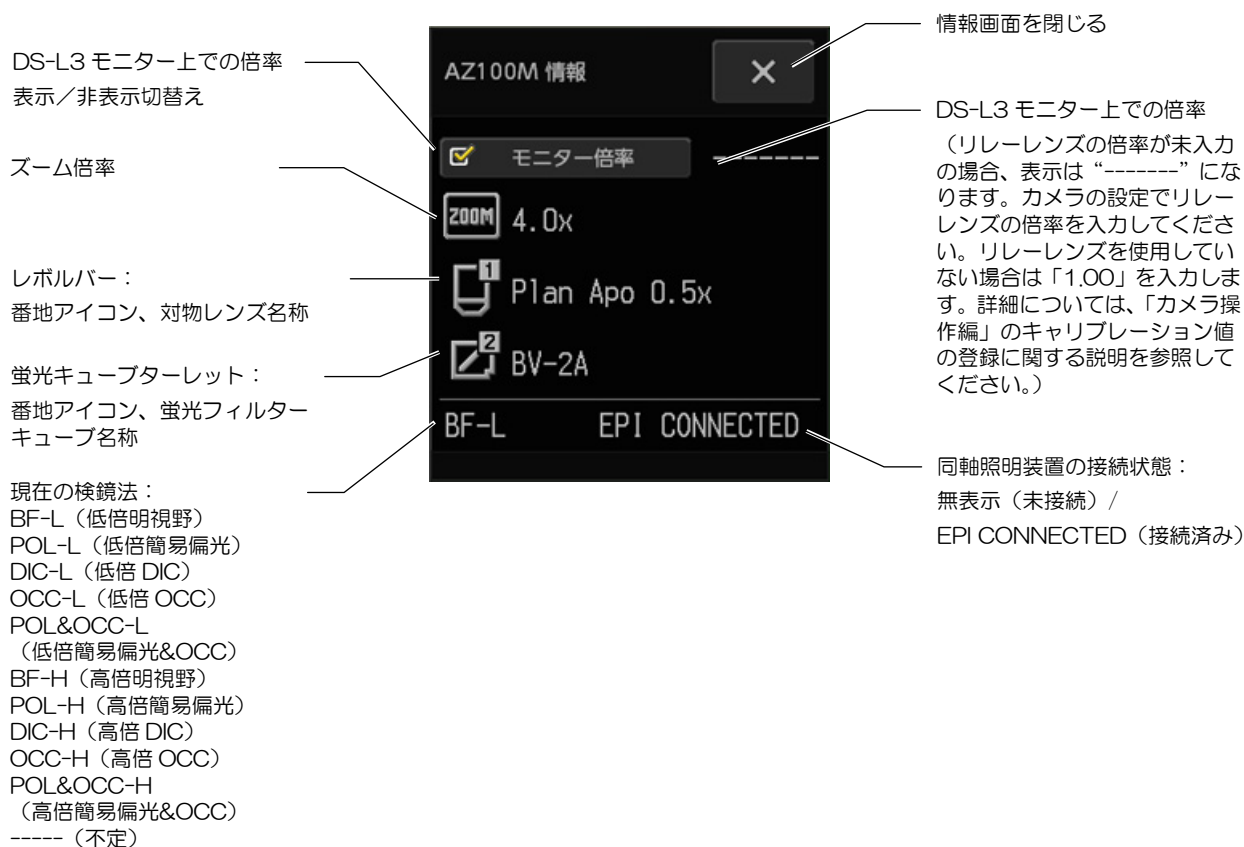 DS-L3 モニター上での倍率
表示／非表示切替え
ズーム倍率
レボルバー：
番地アイコン、対物レンズ名称
蛍光キューブターレット：
番地アイコン、蛍光フィルター
キューブ名称
現在の検鏡法：
BF-L（低倍明視野）
POL-L（低倍簡易偏光）
DIC-L（低倍 DIC）
OCC-L（低倍 OCC）
POL&OCC-L
（低倍簡易偏光&OCC）
BF-H（高倍明視野）
POL-H（高倍簡易偏光）
DIC-H（高倍 DIC）
OCC-H（高倍 OCC）
POL&OCC-H
（高倍簡易偏光&OCC）
-----（不定）
AZ100M 情報
×
モニター倍率 -------
ZOOM 4.0x
1 Plan Apo 0.5x
2 BV-2A
BF-L EPI CONNECTED
情報画面を閉じる
DS-L3 モニター上での倍率
（リレーレンズの倍率が未入力
の場合、表示は“-------”にな
ります。カメラの設定でリレー
レンズの倍率を入力してくださ
い。リレーレンズを使用してい
ない場合は「1.00」を入力しま
す。詳細については、「カメラ操
作編」のキャリブレーション値
の登録に関する説明を参照して
ください。）
同軸照明装置の接続状態：
無表示（未接続）/
EPI CONNECTED（接続済み）